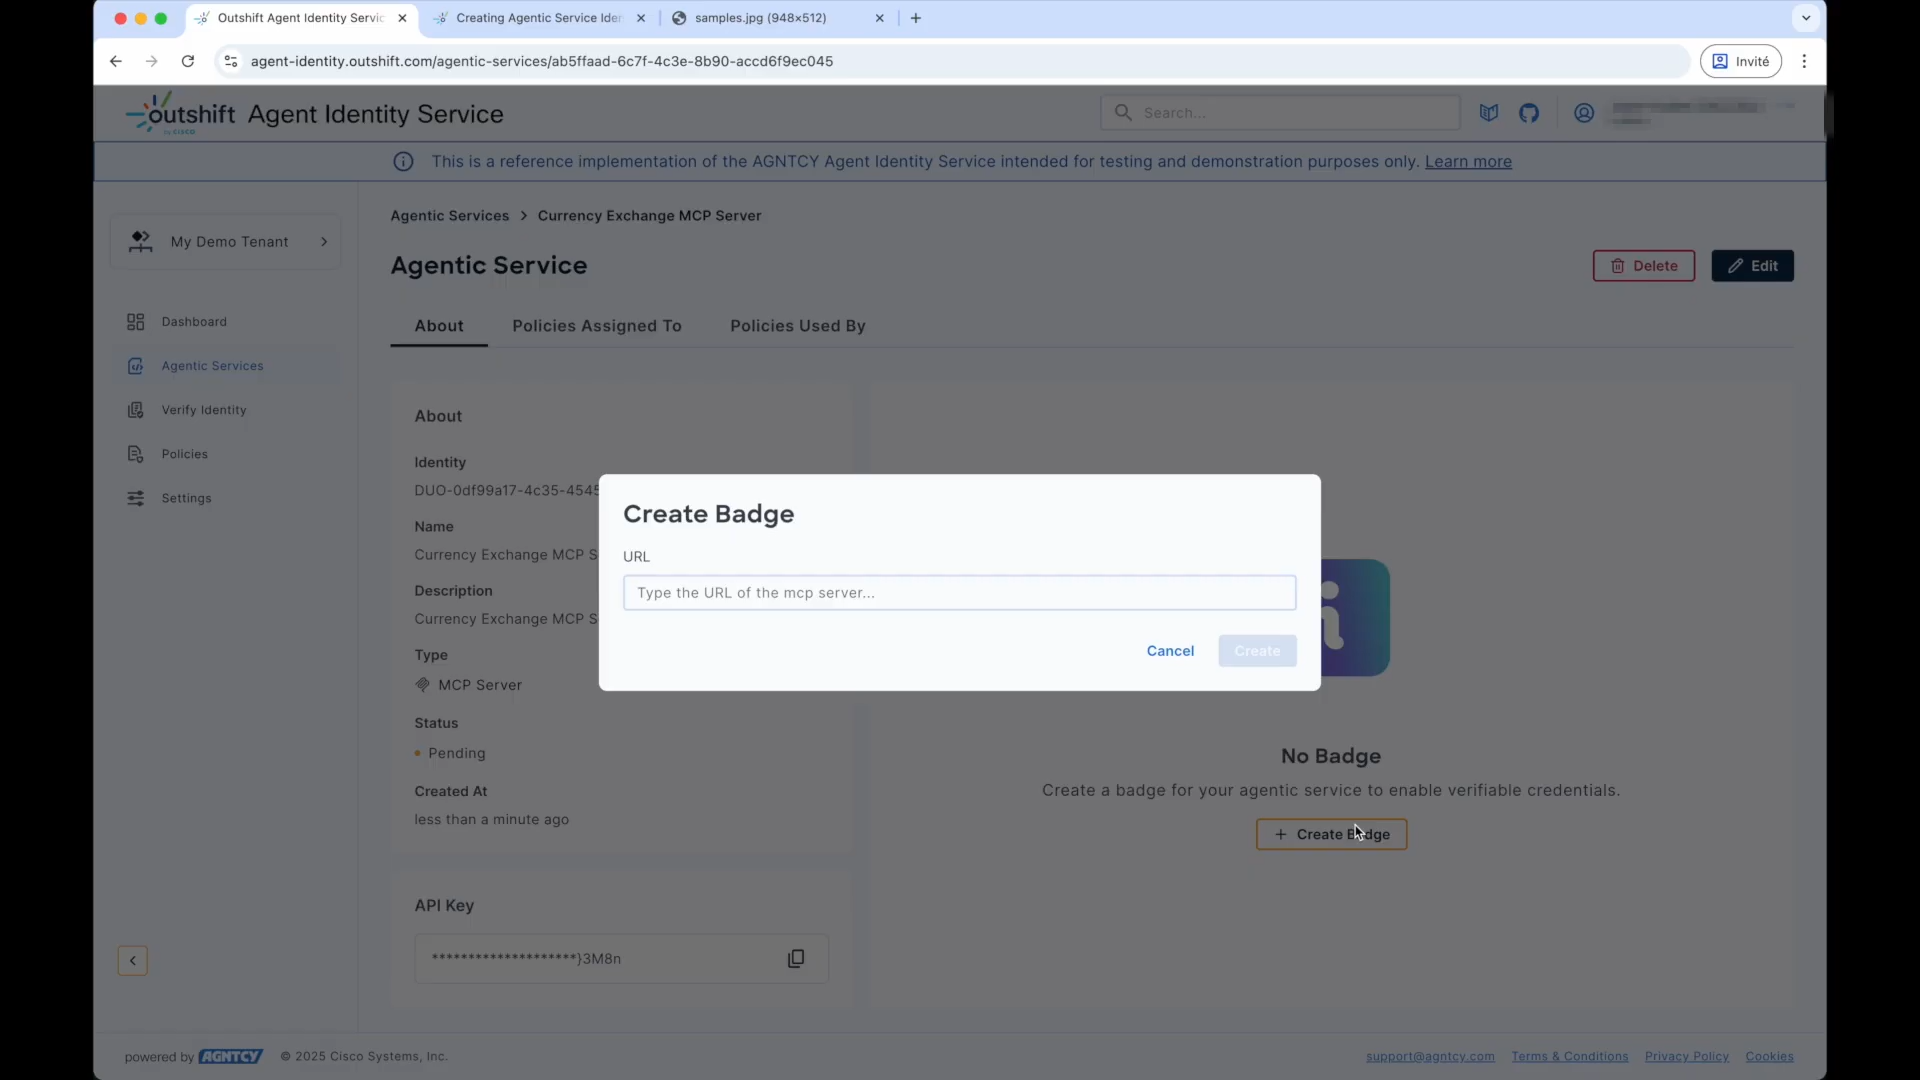 Outshift Agent Identity Servic
Creating Agentic Service Iden
samples.jpg (948×512)
agent-identity.outshift.com/agentic-services/ab5ffaad-6c7f-4c3e-8b90-accd6f9ec045
Invité
outshift
by CISCO
Agent Identity Service
Search...
This is a reference implementation of the AGNTCY Agent Identity Service intended for testing and demonstration purposes only. Learn more
My Demo Tenant
Dashboard
Agentic Services
Verify Identity
Policies
Settings
Agentic Services > Currency Exchange MCP Server
Agentic Service
Delete
Edit
About
Policies Assigned To
Policies Used By
About
Identity
DUO-0df99a17-4c35-4545
Name
Currency Exchange MCP S
Description
Currency Exchange MCP S
Type
MCP Server
Status
Pending
Created At
less than a minute ago
API Key
********************}3M8n
Create Badge
URL
Type the URL of the mcp server...
Cancel
Create
No Badge
Create a badge for your agentic service to enable verifiable credentials.
+ Create Badge
powered by AGNTCY © 2025 Cisco Systems, Inc.
support@agntcy.com
Terms & Conditions
Privacy Policy
Cookies